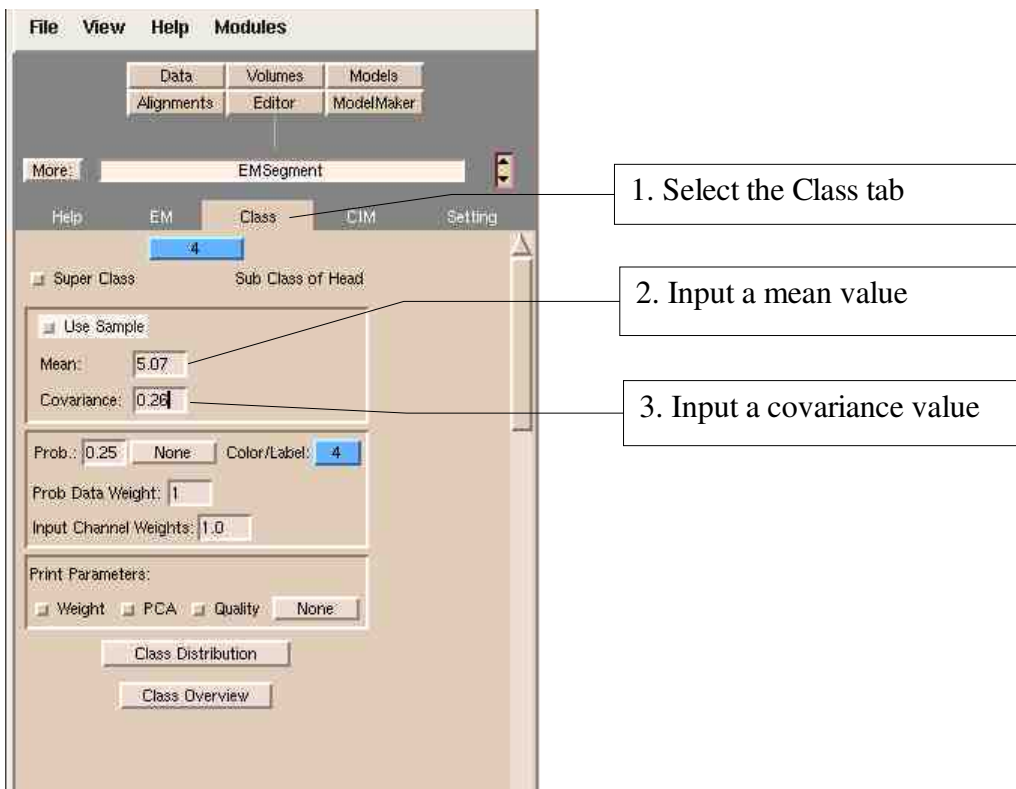 File View Help Modules
Data Volumes Models
Alignments Editor ModelMaker
More: EMSegment
Help EM Class CIM Setting
4
Super Class Sub Class of Head
Use Sample
Mean: 5.07
Covariance: 0.26
Prob.: 0.25 None Color/Label: 4
Prob Data Weight: 1
Input Channel Weights: 1.0
Print Parameters:
Weight PCA Quality None
Class Distribution
Class Overview
1. Select the Class tab
2. Input a mean value
3. Input a covariance value